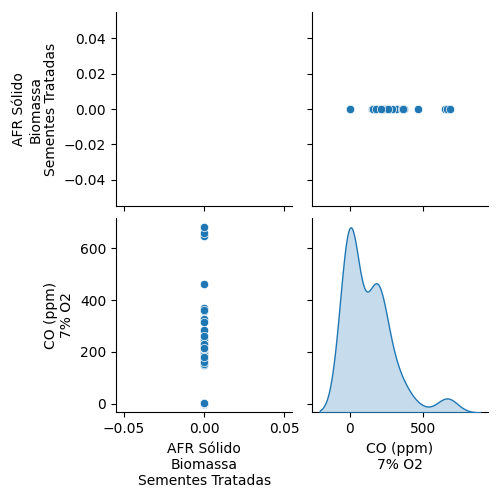 0.04
0.02
0.00
−0.02
−0.04
AFR Sólido
Biomassa
Sementes Tratadas
600
400
200
0
CO (ppm)
7% O2
−0.05
0.00
0.05
AFR Sólido
Biomassa
Sementes Tratadas
0
500
CO (ppm)
7% O2